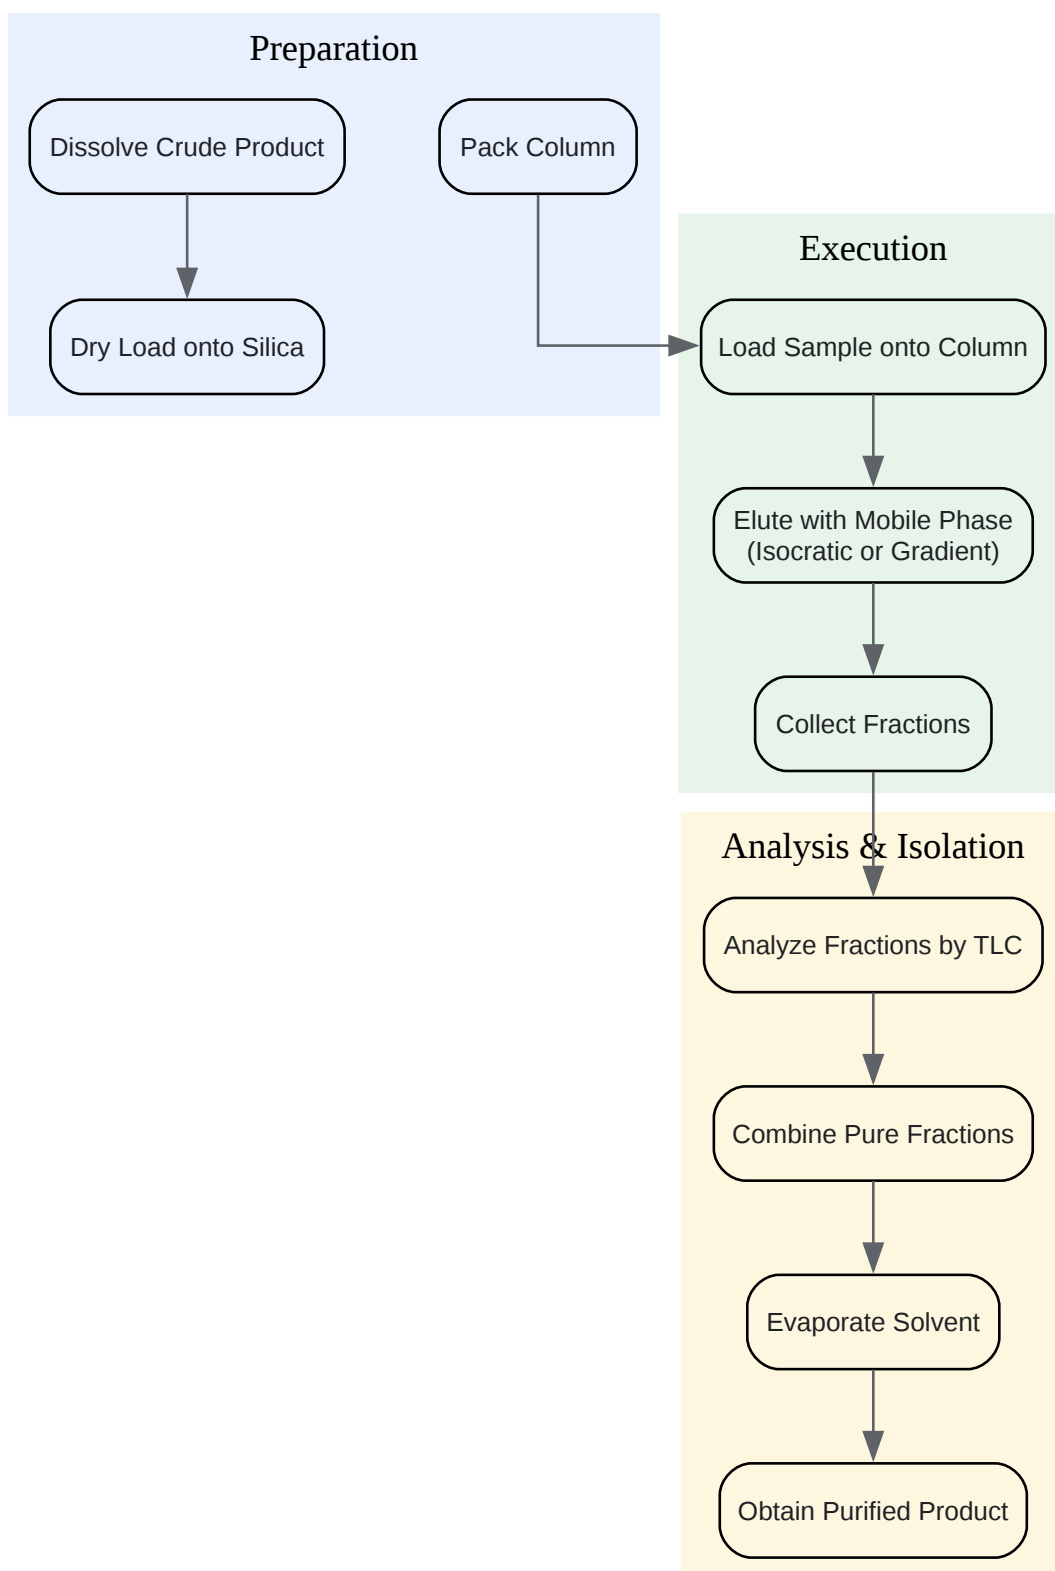 Preparation
Dissolve Crude Product
Pack Column
Dry Load onto Silica
Execution
Load Sample onto Column
Elute with Mobile Phase
(Isocratic or Gradient)
Collect Fractions
Analysis & Isolation
Analyze Fractions by TLC
Combine Pure Fractions
Evaporate Solvent
Obtain Purified Product